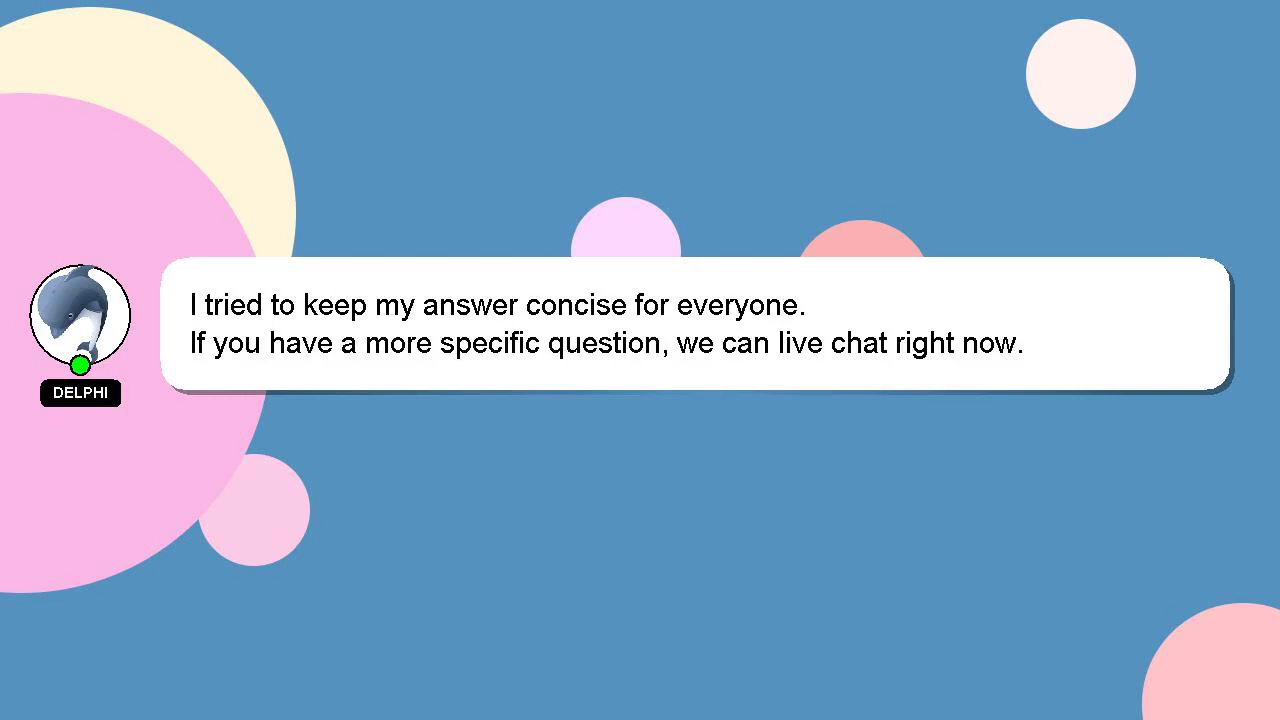 I tried to keep my answer concise for everyone.
If you have a more specific question, we can live chat right now.
DELPHI